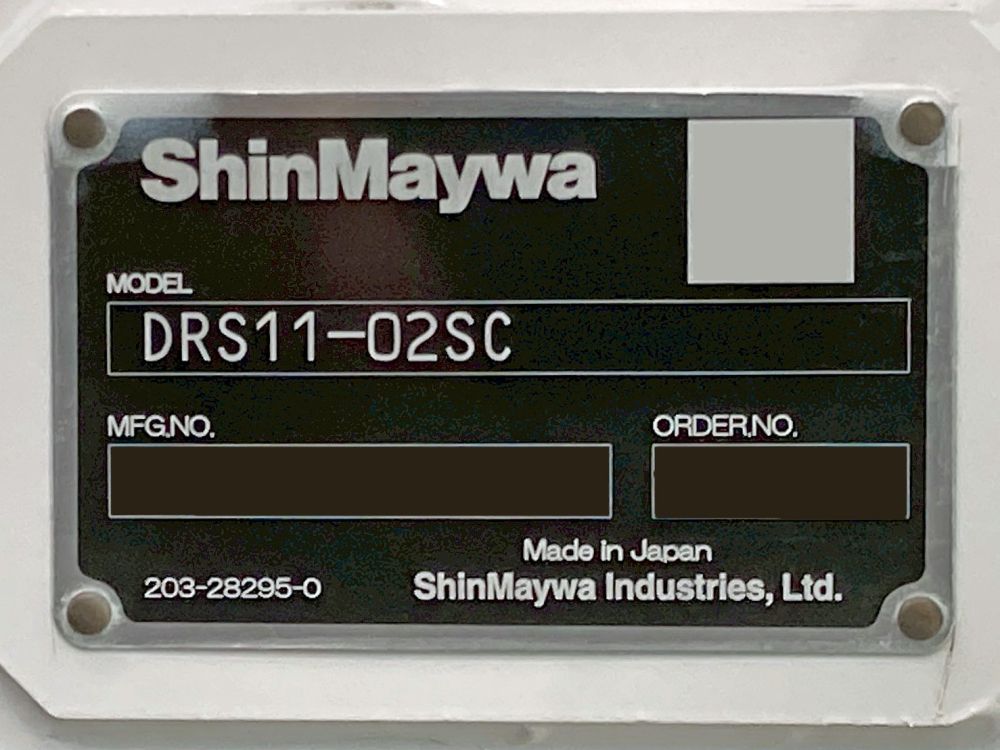 ShinMaywa
MODEL
DRS11-02SC
MFG.NO.
ORDER.NO.
Made in Japan
203-28295-0
ShinMaywa Industries, Ltd.